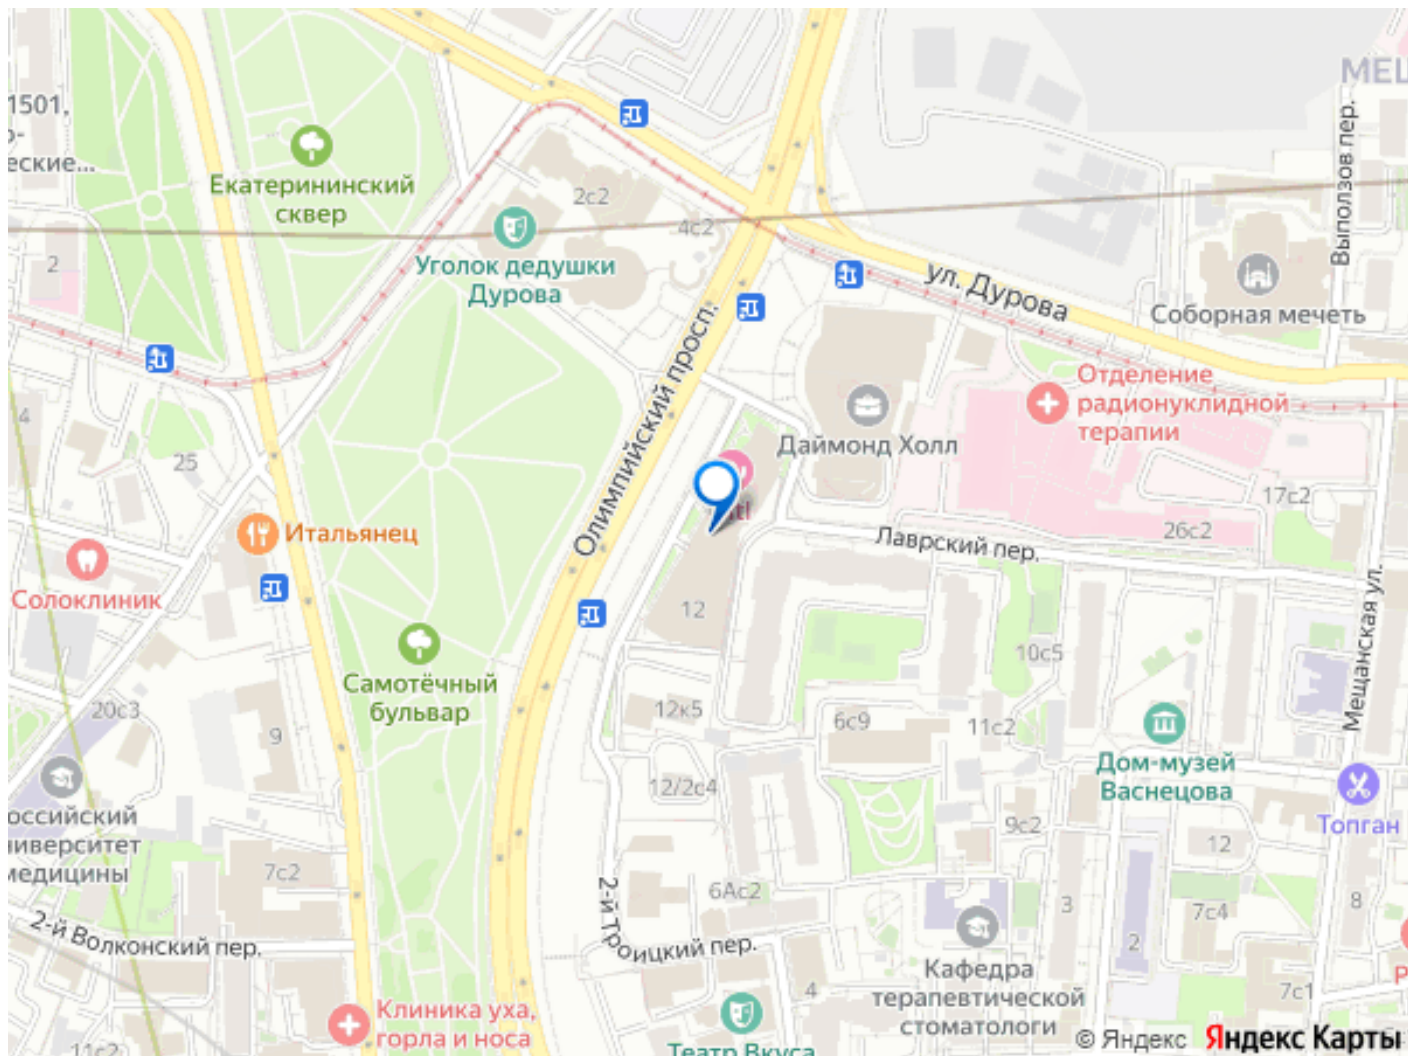 МЕЩ
1501,
еские...
Екатерининский
сквер
2с2
4с2
Выползов пер.
Уголок дедушки
Дурова
2
ул. Дурова
Соборная мечеть
Олимпийский просп.
Отделение
радионуклидной
терапии
4
Даймонд Холл
25
17с2
26с2
Итальянец
Лаврский пер.
Солоклиник
12
Мещанская ул.
10с5
Самотёчный
бульвар
20с3
9
12к5
6с9
11с2
Дом-музей
Васнецова
12/2с4
оссийский
ниверситет
медицины
9с2
Топган
12
7с2
6Ас2
3
7с4
8
2-й Волконский пер.
2-й Троицкий пер.
2
Кафедра
терапевтической
стоматологи
4
7с1
Р
Клиника уха,
горла и носа
11с2
Театр Вкуса
© Яндекс Яндекс Карты